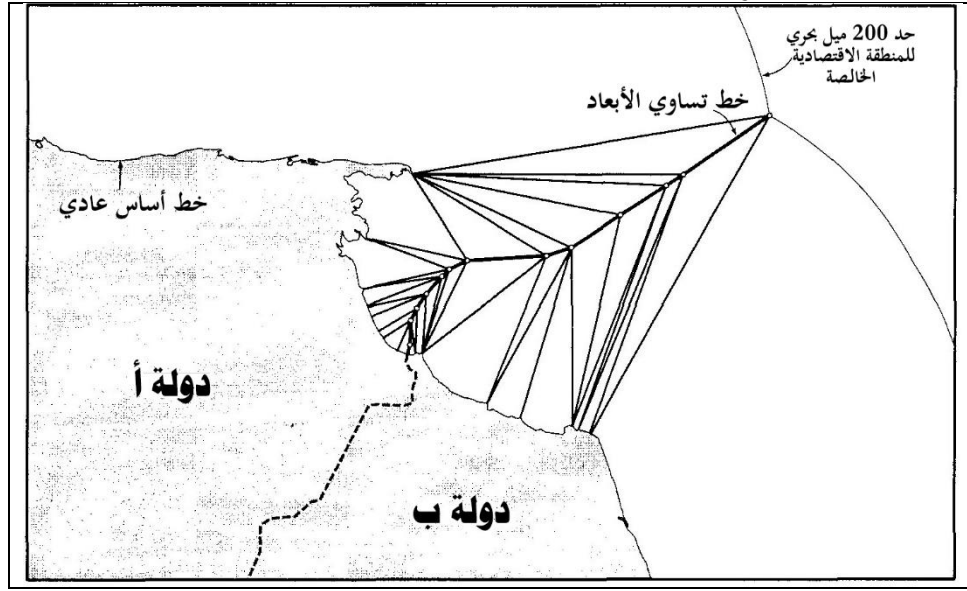 حد 200 ميل بحري
للمنطقة الاقتصادية
الخالصة
خط تساوي الأبعاد
خط أساس عادي
دولة أ
دولة ب